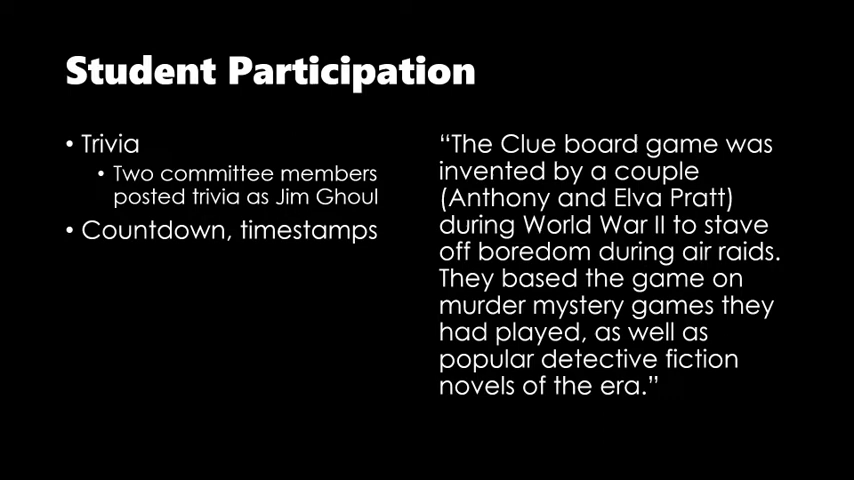 Student Participation
• Trivia
• Two committee members
posted trivia as Jim Ghoul
• Countdown, timestamps
“The Clue board game was
invented by a couple
(Anthony and Elva Pratt)
during World War II to stave
off boredom during air raids.
They based the game on
murder mystery games they
had played, as well as
popular detective fiction
novels of the era.”